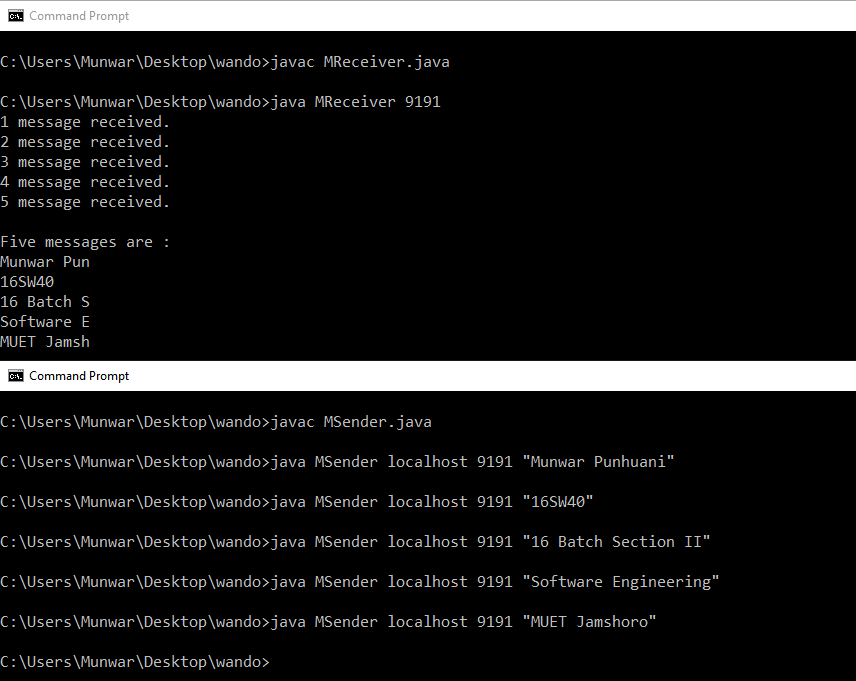 Command Prompt
C:\Users\Munwar\Desktop\wando>javac MReceiver.java
C:\Users\Munwar\Desktop\wando>java MReceiver 9191
1 message received.
2 message received.
3 message received.
4 message received.
5 message received.
Five messages are :
Munwar Pun
16SW40
16 Batch S
Software E
MUET Jamsh
Command Prompt
C:\Users\Munwar\Desktop\wando>javac MSender.java
C:\Users\Munwar\Desktop\wando>java MSender localhost 9191 "Munwar Punhuani"
C:\Users\Munwar\Desktop\wando>java MSender localhost 9191 "16SW40"
C:\Users\Munwar\Desktop\wando>java MSender localhost 9191 "16 Batch Section II"
C:\Users\Munwar\Desktop\wando>java MSender localhost 9191 "Software Engineering"
C:\Users\Munwar\Desktop\wando>java MSender localhost 9191 "MUET Jamshoro"
C:\Users\Munwar\Desktop\wando>